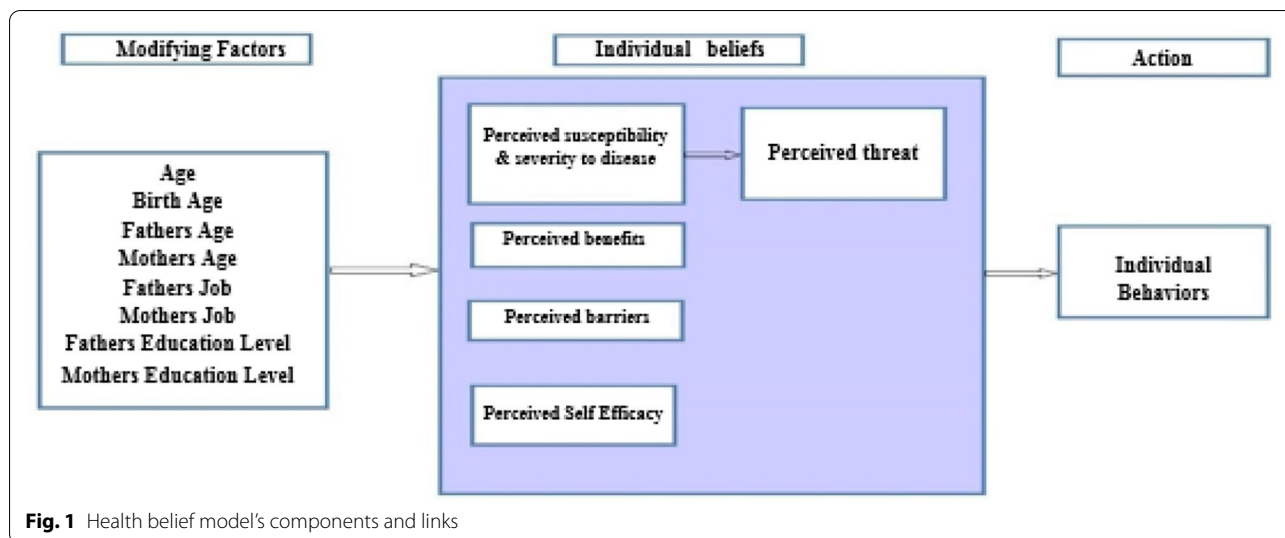 Modifying Factors
Individual beliefs
Action
Age
Birth Age
Fathers Age
Mothers Age
Fathers Job
Mothers Job
Fathers Education Level
Mothers Education Level
Perceived susceptibility
& severity to disease
Perceived threat
Perceived benefits
Perceived barriers
Perceived Self Efficacy
Individual
Behaviors
Fig. 1 Health belief model's components and links